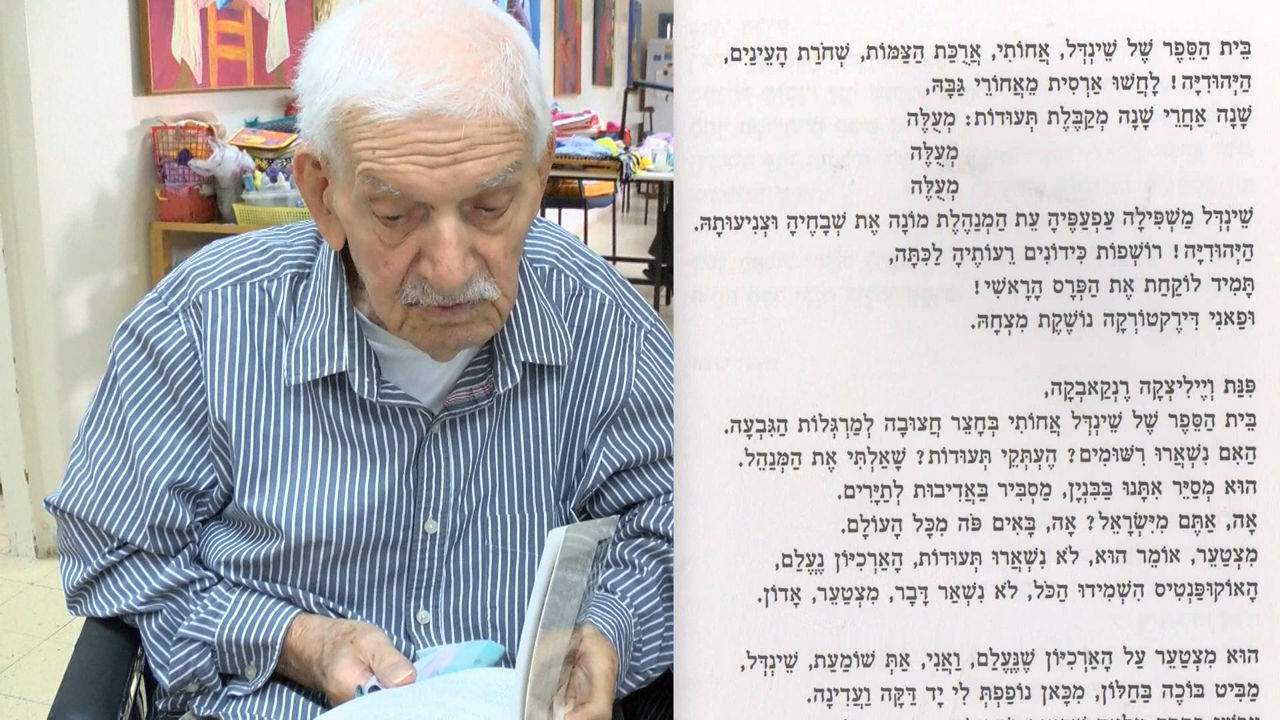 בֵּית הַסֵּפֶר שֶׁל שֵׁינְדְל, אֲחוֹתִי, אֲרֻכַּת הַצַּמּוֹת, שְׁחֹרַת הָעֵינַיִם,
הַיְּהוּדִיָּה! לָחֲשׁוּ אַרְסִית מֵאֲחוֹרֵי גַּבָּהּ,
שָׁנָה אַחֲרֵי שָׁנָה מְקַבֶּלֶת תְּעוּדוֹת: מְעֻלֶּה
מְעֻלֶּה
מְעֻלֶּה
שֵׁינְדְל מַשְׁפִּילָה עַפְעַפֶּיהָ עֵת הַמְנַהֶלֶת מוֹנָה אֶת שְׁבָחֶיהָ וּצְנִיעוּתָהּ.
הַיְּהוּדִיָּה! רוֹשְׁפוֹת כִּידוֹנִים רֵעוֹתֶיהָ לַכִּתָּה,
תָּמִיד לוֹקַחַת אֶת הַפְּרָס הָרָאשִׁי!
וּפַאנִי דִּירֶקְטוֹרְקָה נוֹשֶׁקֶת מִצְחָהּ.
פִּנַּת וְיֵילִיצְקָה רֶנְקַאבְקָה,
בֵּית הַסֵּפֶר שֶׁל שֵׁינְדְל אֲחוֹתִי בְּחָצֵר חֲצוּבָה לְמַרְגְּלוֹת הַגִּבְעָה.
הַאִם נִשְׁאֲרוּ רִשּׁוּמִים? הֶעְתְּקֵי תְּעוּדוֹת? שָׁאַלְתִּי אֶת הַמְּנַהֵל.
הוּא מְסַיֵּר אִתָּנוּ בַּבִּנְיָן, מַסְבִּיר בַּאֲדִיבוּת לְתַיָּרִים.
אָה, אַתֶּם מִיִּשְׂרָאֵל? אָה, בָּאִים פֹּה מִכָּל הָעוֹלָם.
מִצְטַעֵר, אוֹמֵר הוּא, לֹא נִשְׁאֲרוּ תְּעוּדוֹת, הָאַרְכִיּוֹן נֶעֱלַם,
הָאוֹקוּפַּנְטִיס הִשְׁמִידוּ הַכֹּל, לֹא נִשְׁאַר דָּבָר, מִצְטַעֵר, אָדוֹן.
הוּא מִצְטַעֵר עַל הָאַרְכִיּוֹן שֶׁנֶּעֱלַם, וַאֲנִי, אַתְּ שׁוֹמַעַת, שֵׁינְדְל,
מַבִּיט בּוֹכֶה בַּחַלּוֹן, מִכָּאן נוֹפַפְתְּ לִי יָד דַּקָּה וַעֲדִינָה.